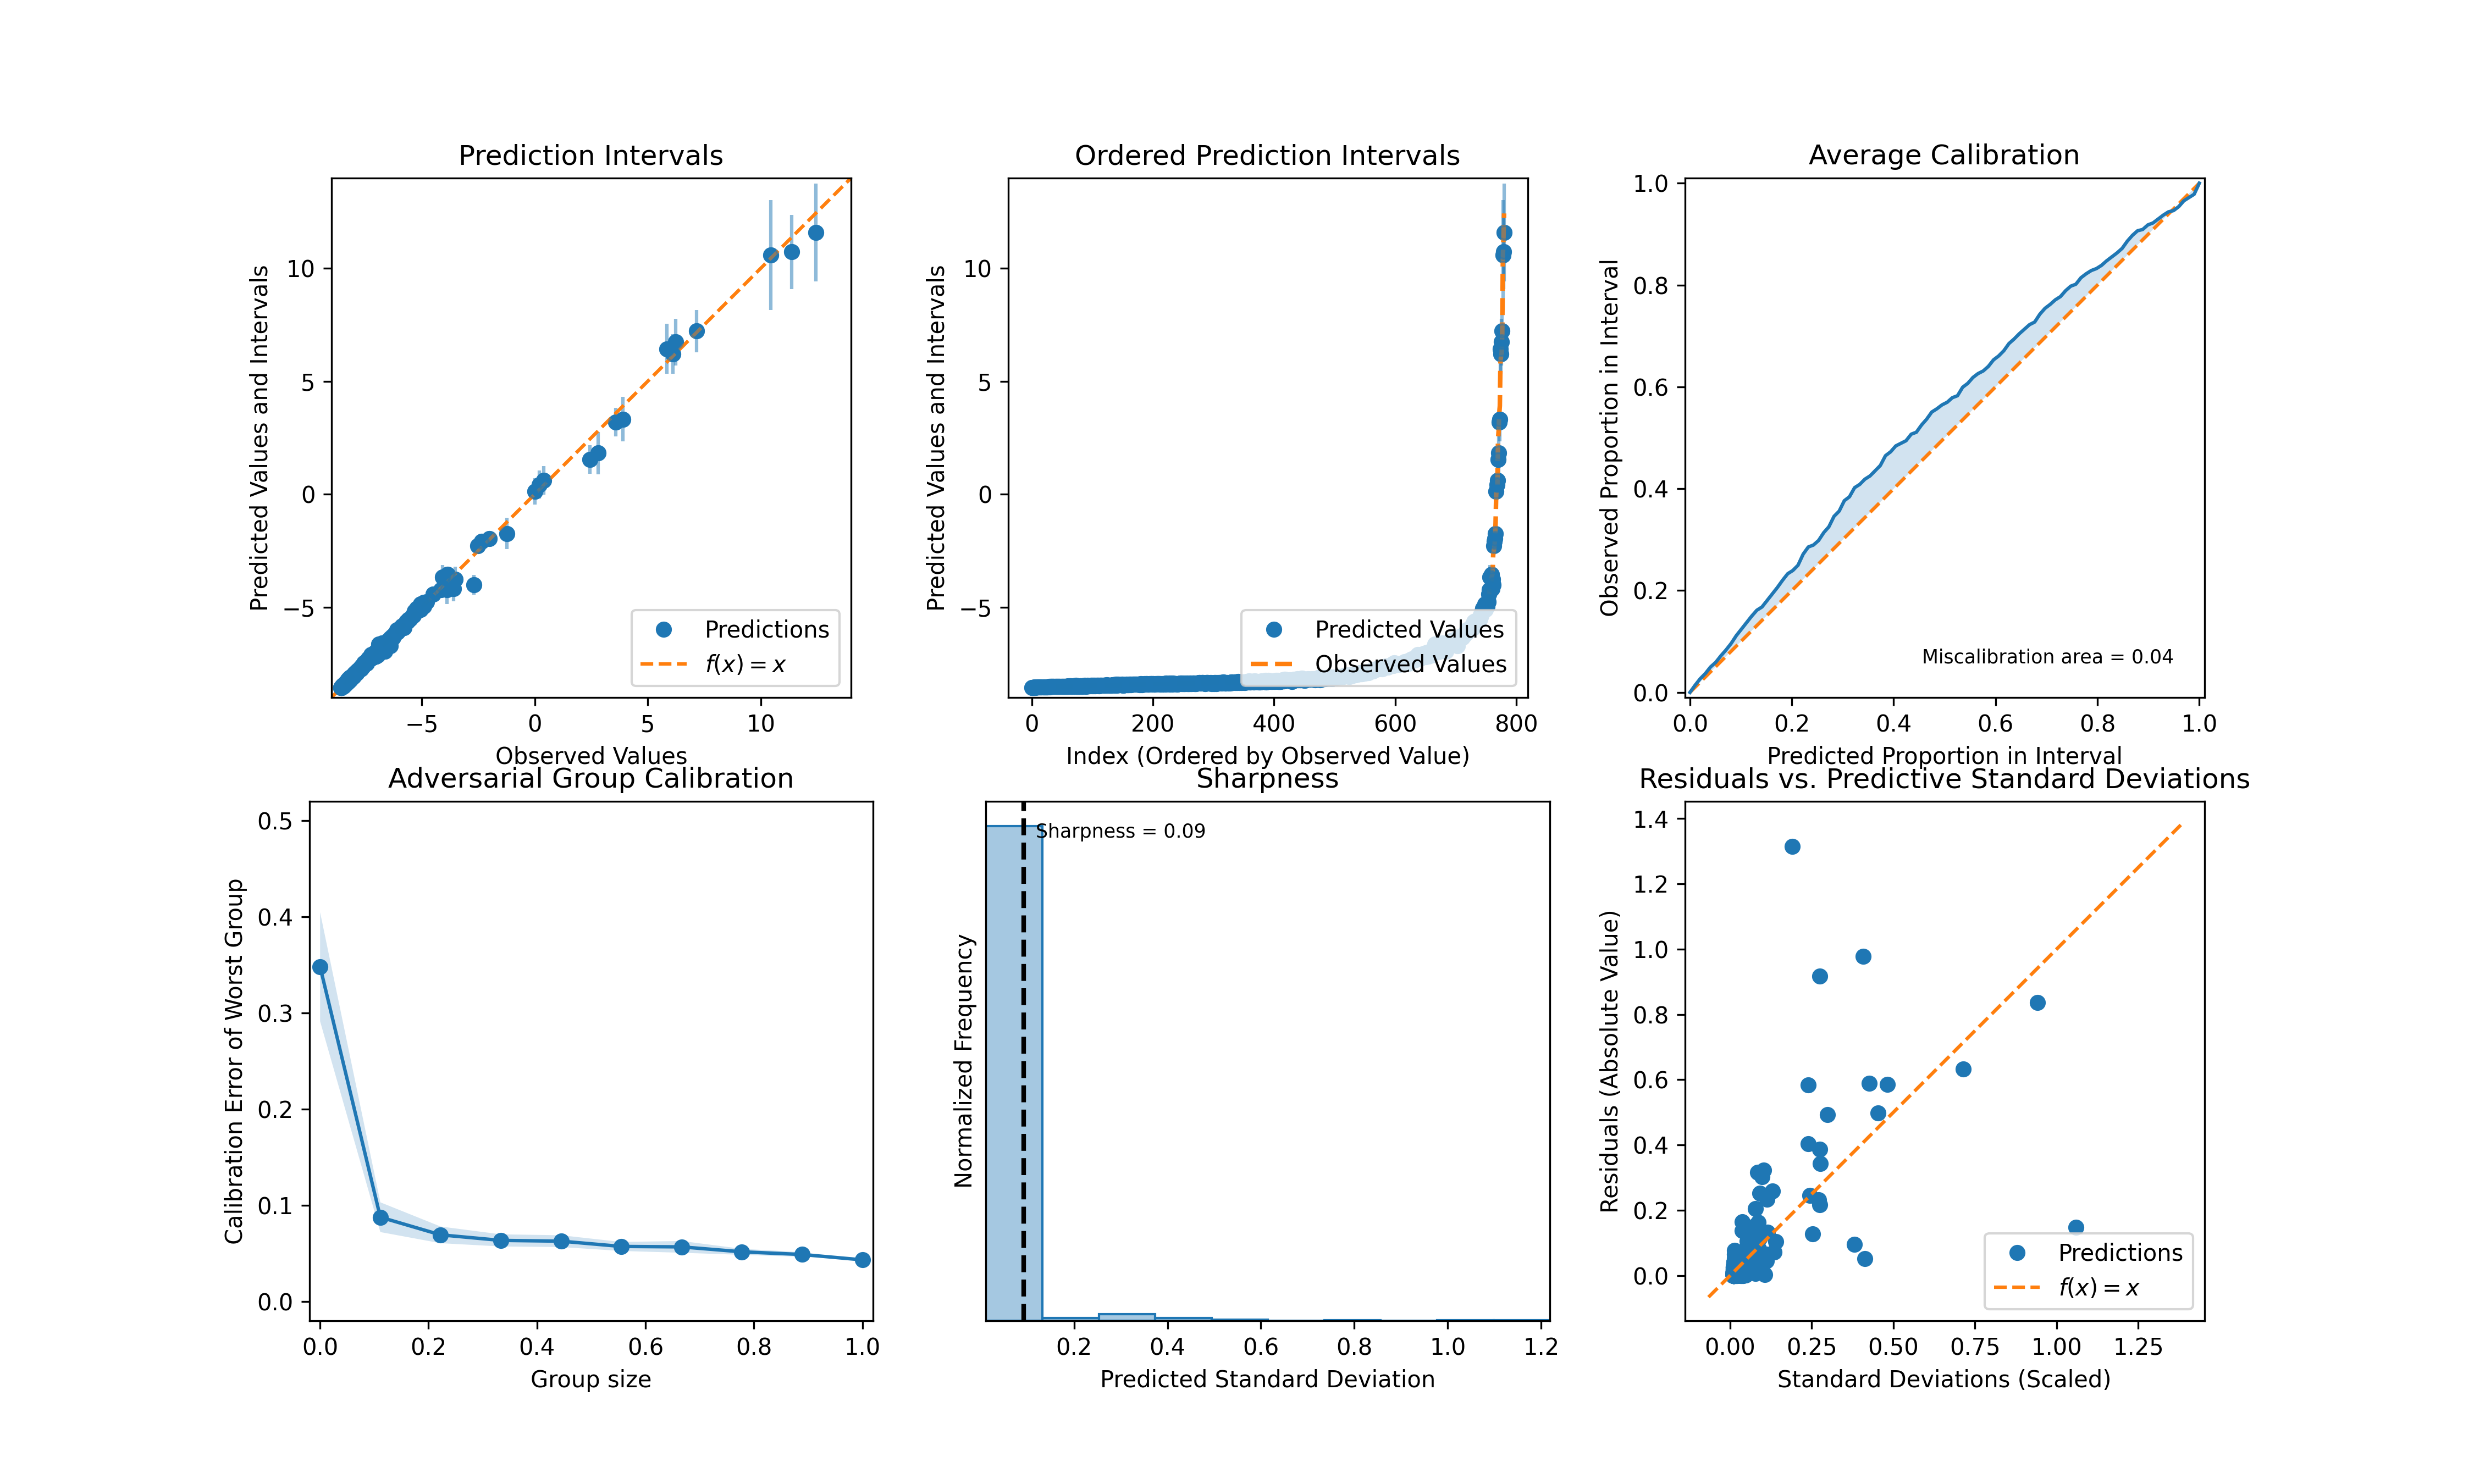 Prediction Intervals
Predicted Values and Intervals
10
5
0
−5
−5
0
5
10
Observed Values
Predictions
f(x) = x
Ordered Prediction Intervals
Predicted Values and Intervals
10
5
0
−5
0
200
400
600
800
Index (Ordered by Observed Value)
Predicted Values
Observed Values
Average Calibration
Observed Proportion in Interval
1.0
0.8
0.6
0.4
0.2
0.0
0.0
0.2
0.4
0.6
0.8
1.0
Predicted Proportion in Interval
Miscalibration area = 0.04
Adversarial Group Calibration
Calibration Error of Worst Group
0.5
0.4
0.3
0.2
0.1
0.0
0.0
0.2
0.4
0.6
0.8
1.0
Group size
Sharpness
Normalized Frequency
Sharpness = 0.09
0.2
0.4
0.6
0.8
1.0
1.2
Predicted Standard Deviation
Residuals vs. Predictive Standard Deviations
Residuals (Absolute Value)
1.4
1.2
1.0
0.8
0.6
0.4
0.2
0.0
0.00
0.25
0.50
0.75
1.00
1.25
Standard Deviations (Scaled)
Predictions
f(x) = x